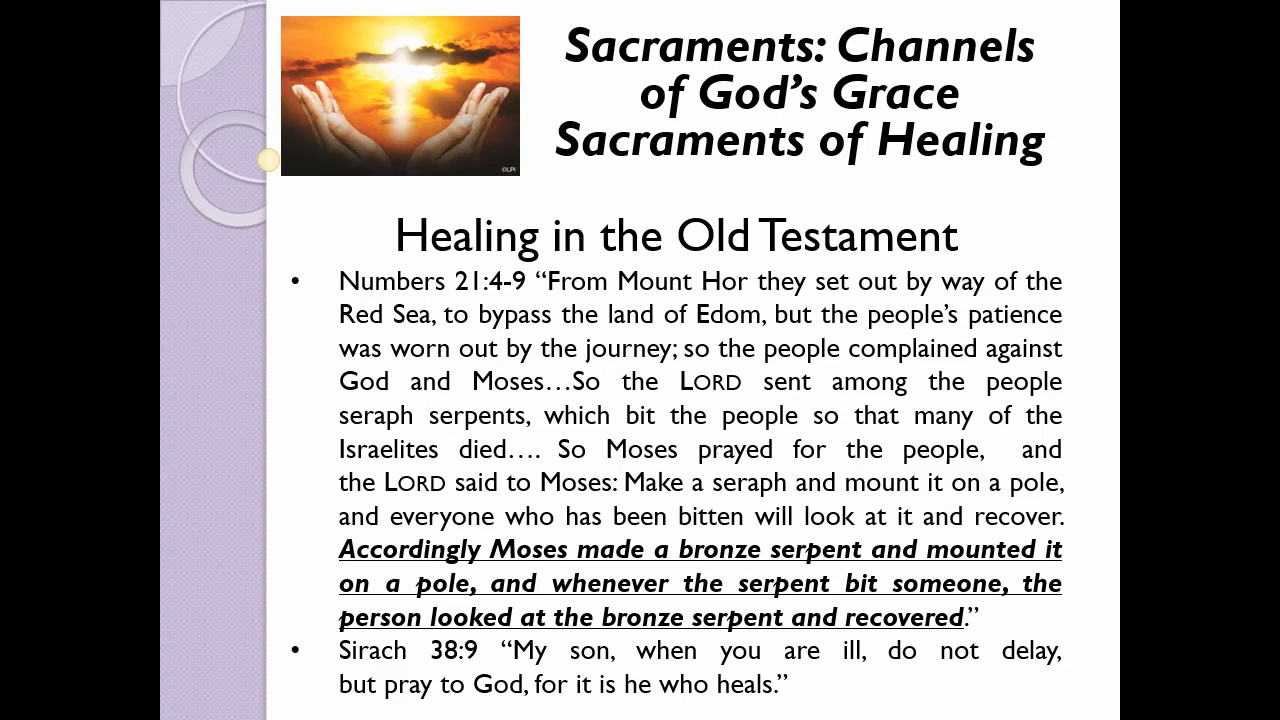 Sacraments: Channels
of God’s Grace
Sacraments of Healing
©LPi
Healing in the Old Testament
• Numbers 21:4-9 “From Mount Hor they set out by way of the
Red Sea, to bypass the land of Edom, but the people’s patience
was worn out by the journey; so the people complained against
God and Moses…So the LORD sent among the people
seraph serpents, which bit the people so that many of the
Israelites died…. So Moses prayed for the people, and
the LORD said to Moses: Make a seraph and mount it on a pole,
and everyone who has been bitten will look at it and recover.
Accordingly Moses made a bronze serpent and mounted it
on a pole, and whenever the serpent bit someone, the
person looked at the bronze serpent and recovered.”
• Sirach 38:9 “My son, when you are ill, do not delay,
but pray to God, for it is he who heals.”